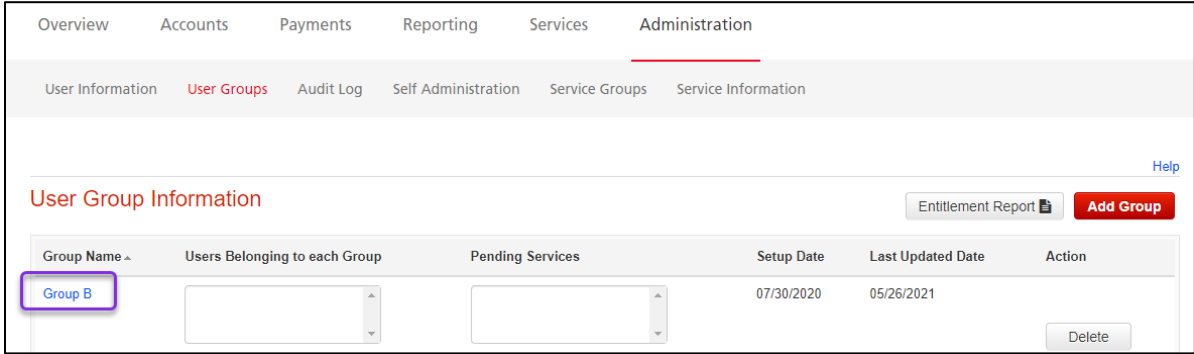 Overview Accounts Payments Reporting Services Administration
User Information User Groups Audit Log Self Administration Service Groups Service Information
Help
User Group Information Entitlement Report Add Group
Group Name Users Belonging to each Group Pending Services Setup Date Last Updated Date Action
Group B 07/30/2020 05/26/2021
Delete